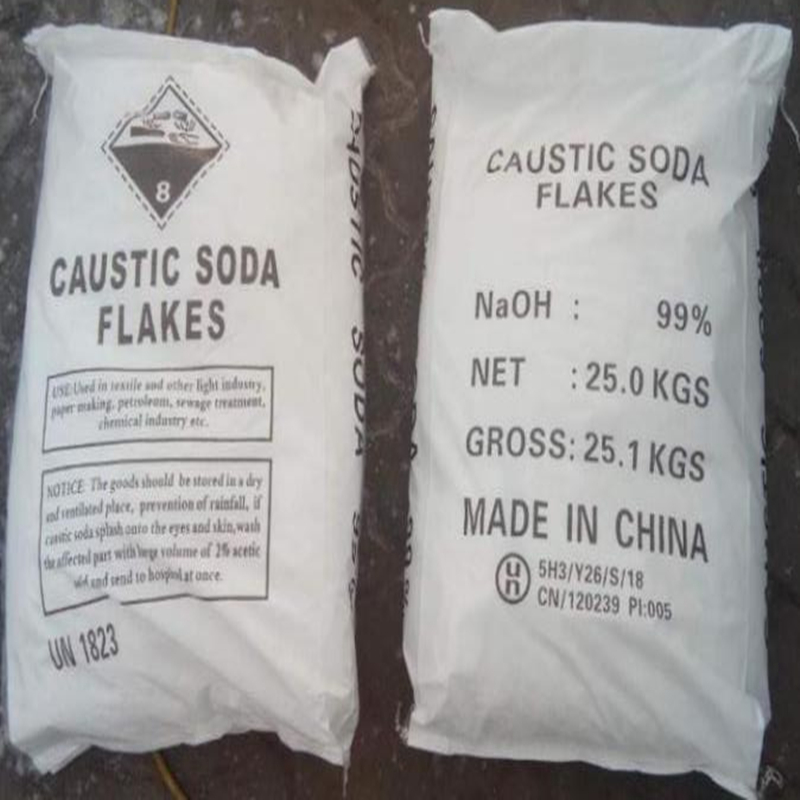 8
CAUSTIC SODA
FLAKES
USE:Used in textile and other light industry,
paper making, petroleum, sewage treatment,
chemical industry etc.
NOTICE: The goods should be stored in a dry
and ventilated place, prevention of rainfall, if
caustic soda splash onto the eyes and skin,wash
the affected part with large volume of 2% acetic
acid and send to hospital at once.
UN 1823
CAUSTIC SODA 99%
CAUSTIC SODA
FLAKES
NaOH : 99%
NET : 25.0 KGS
GROSS: 25.1 KGS
MADE IN CHINA
un
5H3/Y26/S/18
CN/120239 PI:005